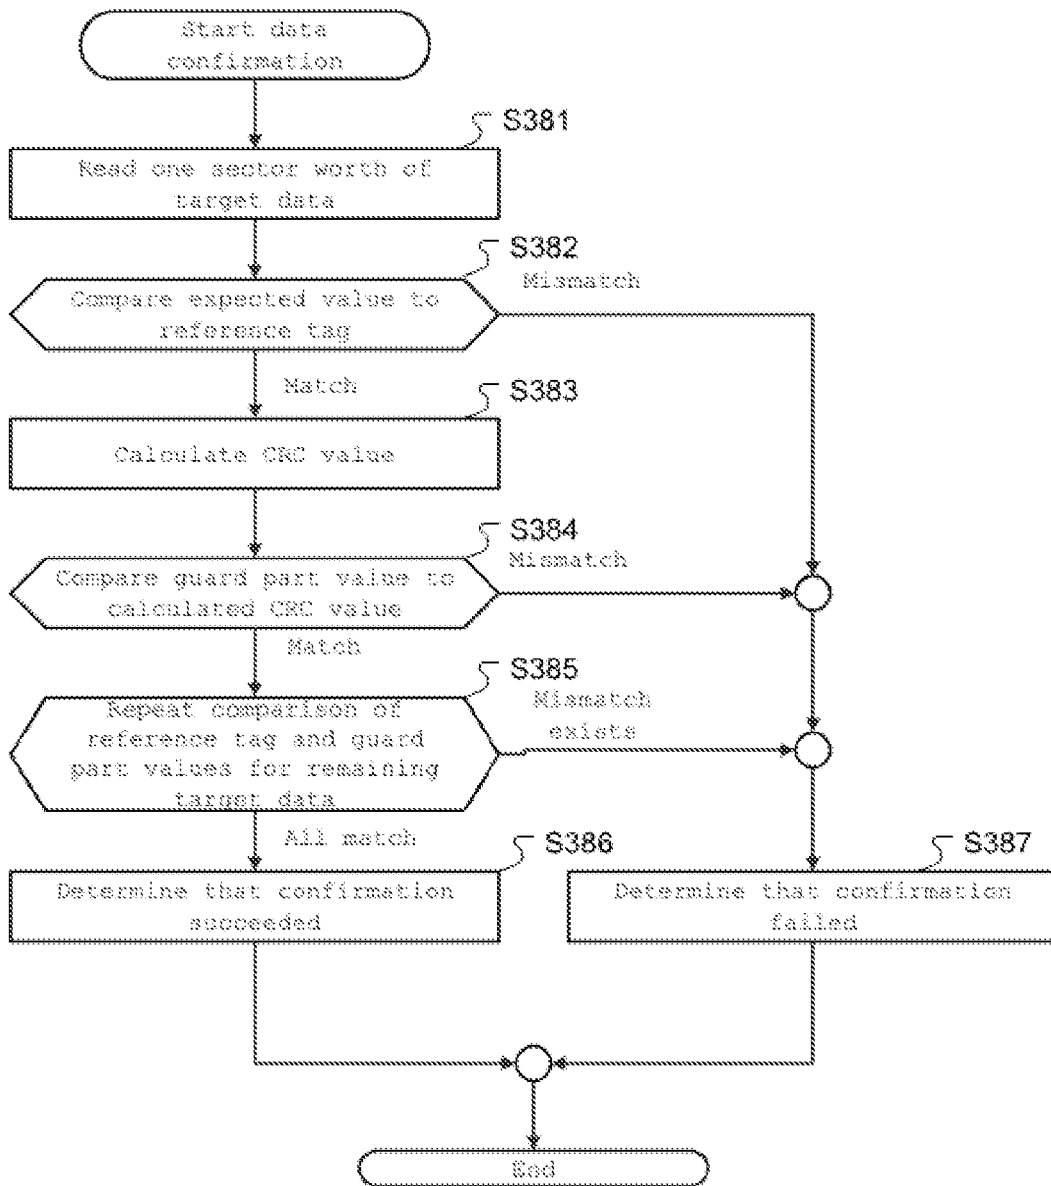 Start data
confirmation
S381
Read one sector worth of
target data
S382
Mismatch
Compare expected value to
reference tag
Match
S383
Calculate CRC value
S384
Mismatch
Compare guard part value to
calculated CRC value
Match
S385
Mismatch
exists
Repeat comparison of
reference tag and guard
part values for remaining
target data
All match
S386
S387
Determine that confirmation
succeeded
Determine that confirmation
failed
End